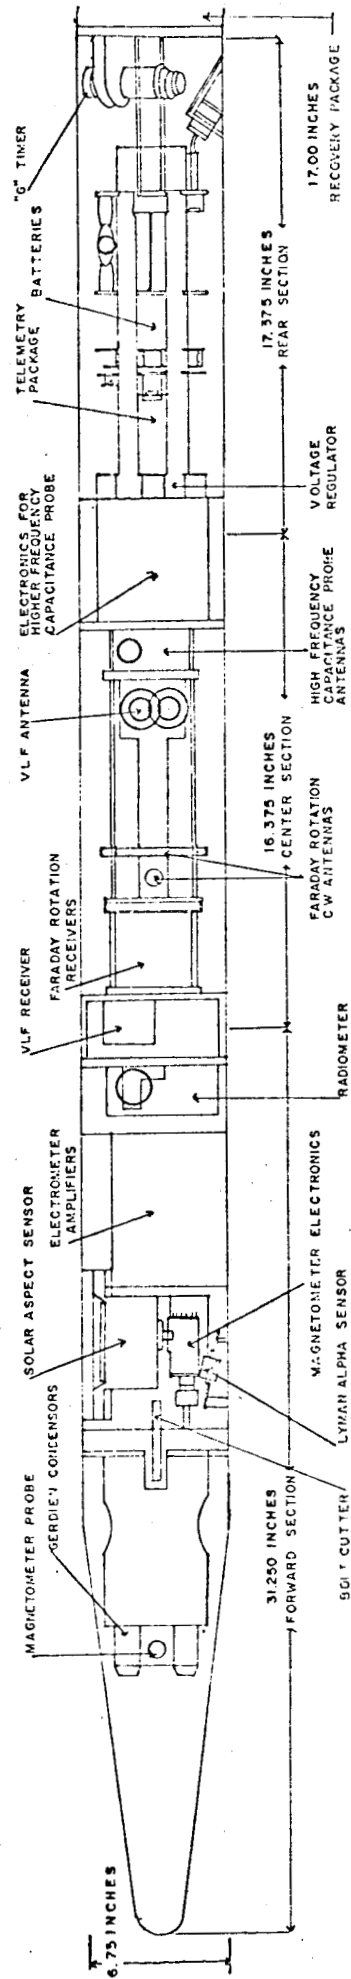 6.75 INCHES
MAGNETOMETER PROBE
GERDIEN CONDENSORS
SOLAR ASPECT SENSOR
ELECTROMETER
AMPLIFIERS
VLF RECEIVER
FARADAY ROTATION
RECEIVERS
VLF ANTENNA
ELECTRONICS FOR
HIGHER FREQUENCY
CAPACITANCE PROBE
TELEMETRY
PACKAGE
BATTERIES
"G" TIMER
31.250 INCHES
FORWARD SECTION
16.375 INCHES
CENTER SECTION
17.375 INCHES
REAR SECTION
17.00 INCHES
RECOVERY PACKAGE
BOLT CUTTER
LYMAN ALPHA SENSOR
MAGNETOMETER ELECTRONICS
RADIOMETER
FARADAY ROTATION
CW ANTENNAS
HIGH FREQUENCY
CAPACITANCE PROBE
ANTENNAS
VOLTAGE
REGULATOR